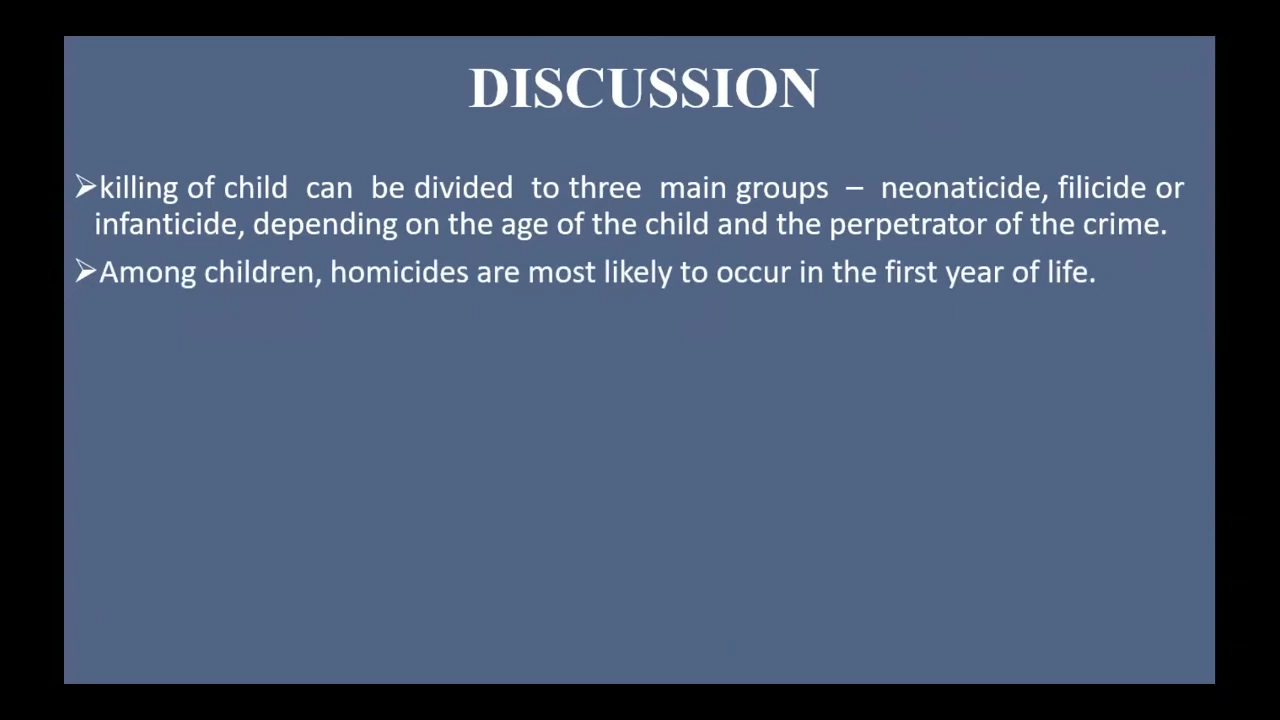 DISCUSSION
➢killing of child can be divided to three main groups – neonaticide, filicide or
infanticide, depending on the age of the child and the perpetrator of the crime.
➢Among children, homicides are most likely to occur in the first year of life.